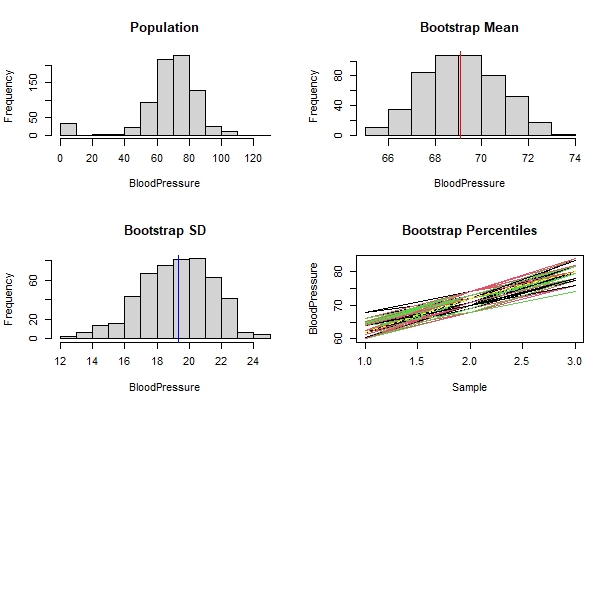 Population
Frequency
0 50 150
0 20 40 60 80 100 120
BloodPressure
Bootstrap Mean
Frequency
0 40 80
66 68 70 72 74
BloodPressure
Bootstrap SD
Frequency
0 20 60
12 14 16 18 20 22 24
BloodPressure
Bootstrap Percentiles
BloodPressure
60 70 80
1.0 1.5 2.0 2.5 3.0
Sample